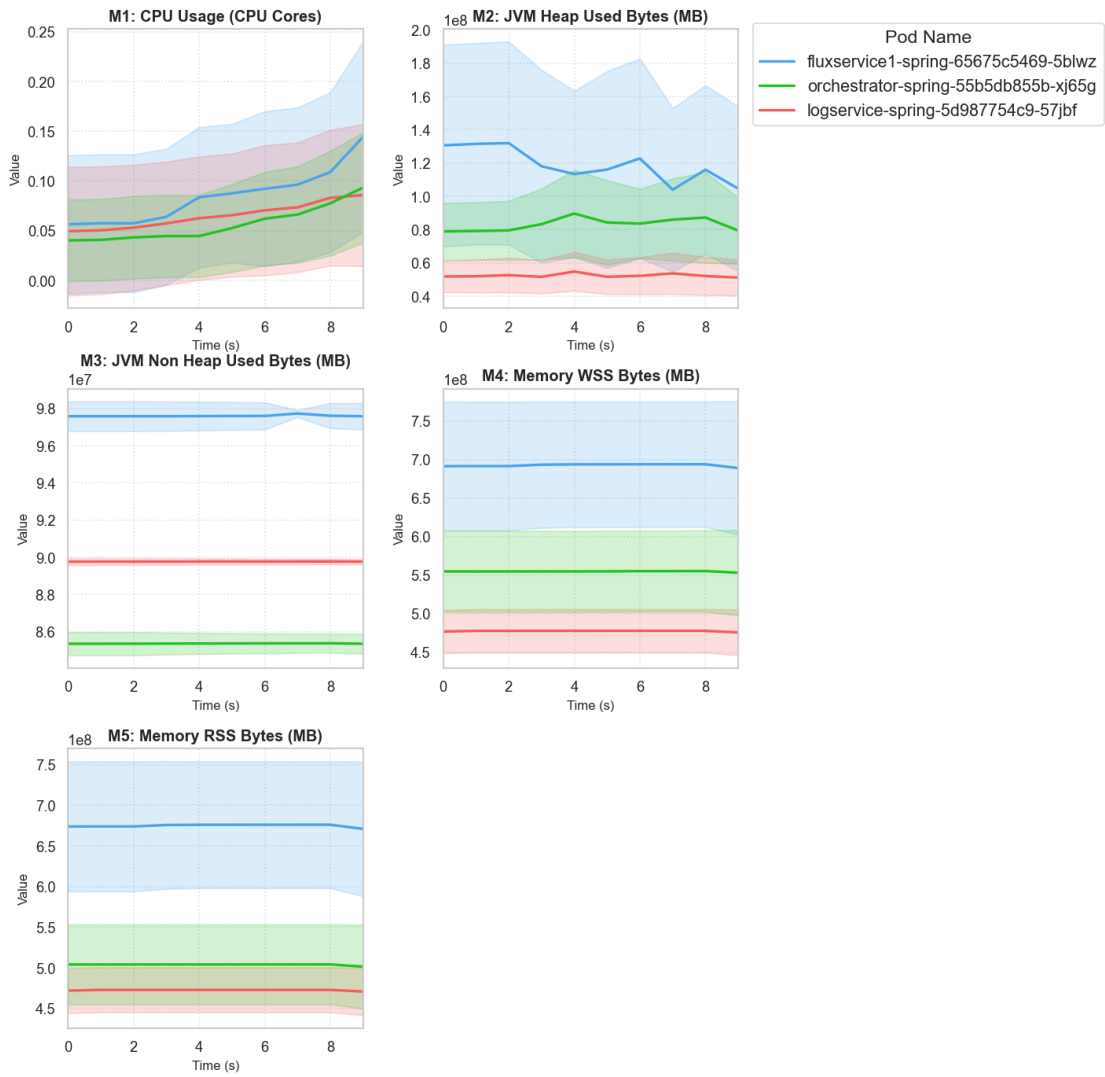 M1: CPU Usage (CPU Cores)
0.25
0.20
0.15
0.10
0.05
0.00
Value
0 2 4 6 8
Time (s)
M2: JVM Heap Used Bytes (MB)
1e8
2.0
1.8
1.6
1.4
1.2
1.0
0.8
0.6
0.4
Value
0 2 4 6 8
Time (s)
Pod Name
fluxservice1-spring-65675c5469-5blwz
orchestrator-spring-55b5db855b-xj65g
logservice-spring-5d987754c9-57jbf
M3: JVM Non Heap Used Bytes (MB)
1e7
9.8
9.6
9.4
9.2
9.0
8.8
8.6
Value
0 2 4 6 8
Time (s)
M4: Memory WSS Bytes (MB)
1e8
7.5
7.0
6.5
6.0
5.5
5.0
4.5
Value
0 2 4 6 8
Time (s)
M5: Memory RSS Bytes (MB)
1e8
7.5
7.0
6.5
6.0
5.5
5.0
4.5
Value
0 2 4 6 8
Time (s)